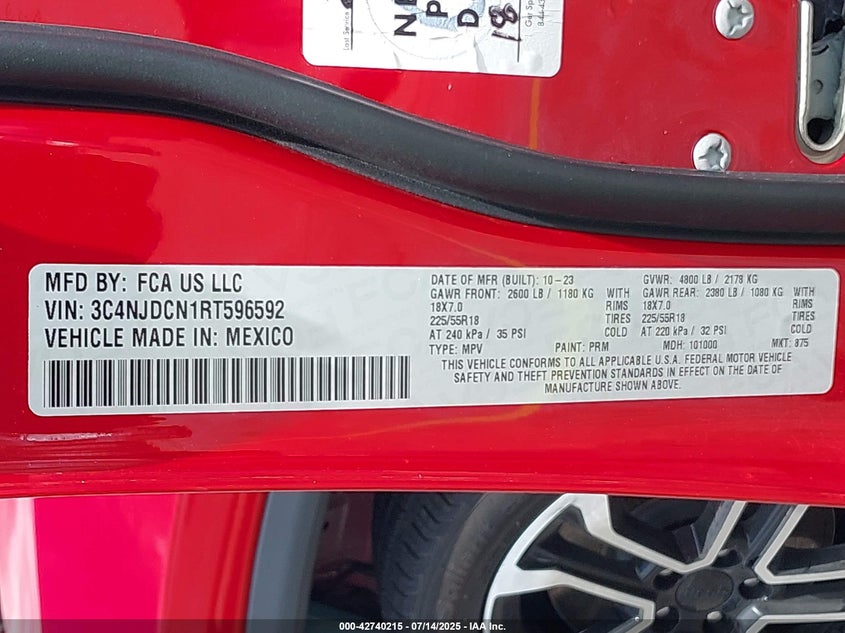 Last Service
18
MFD BY: FCA US LLC
VIN: 3C4NJDCN1RT596592
VEHICLE MADE IN: MEXICO
DATE OF MFR (BUILT): 10-23 GVWR: 4800 LB / 2178 KG
GAWR FRONT: 2600 LB / 1180 KG WITH GAWR REAR: 2380 LB / 1080 KG WITH
18X7.0 RIMS 18X7.0 RIMS
225/55R18 TIRES 225/55R18 TIRES
AT 240 kPa / 35 PSI COLD AT 220 kPa / 32 PSI COLD
TYPE: MPV PAINT: PRM MDH: 101000 MKT: 875
THIS VEHICLE CONFORMS TO ALL APPLICABLE U.S.A. FEDERAL MOTOR VEHICLE
SAFETY AND THEFT PREVENTION STANDARDS IN EFFECT ON THE DATE OF
MANUFACTURE SHOWN ABOVE.
Jeep
000-42740215 - 07/14/2025 - IAA Inc.